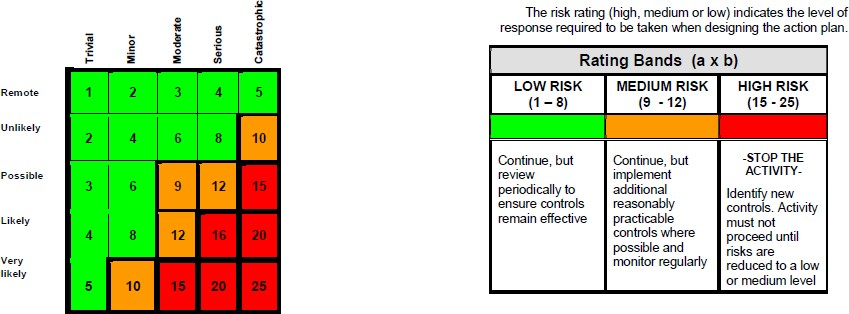 Trivial
Minor
Moderate
Serious
Catastrophic
Remote
1 2 3 4 5
Unlikely
2 4 6 8 10
Possible
3 6 9 12 15
Likely
4 8 12 16 20
Very
likely
5 10 15 20 25
The risk rating (high, medium or low) indicates the level of
response required to be taken when designing the action plan.
Rating Bands (a x b)
LOW RISK
(1 – 8)
MEDIUM RISK
(9 - 12)
HIGH RISK
(15 - 25)
Continue, but
review
periodically to
ensure controls
remain effective
Continue, but
implement
additional
reasonably
practicable
controls where
possible and
monitor regularly
-STOP THE
ACTIVITY-
Identify new
controls. Activity
must not
proceed until
risks are
reduced to a low
or medium level